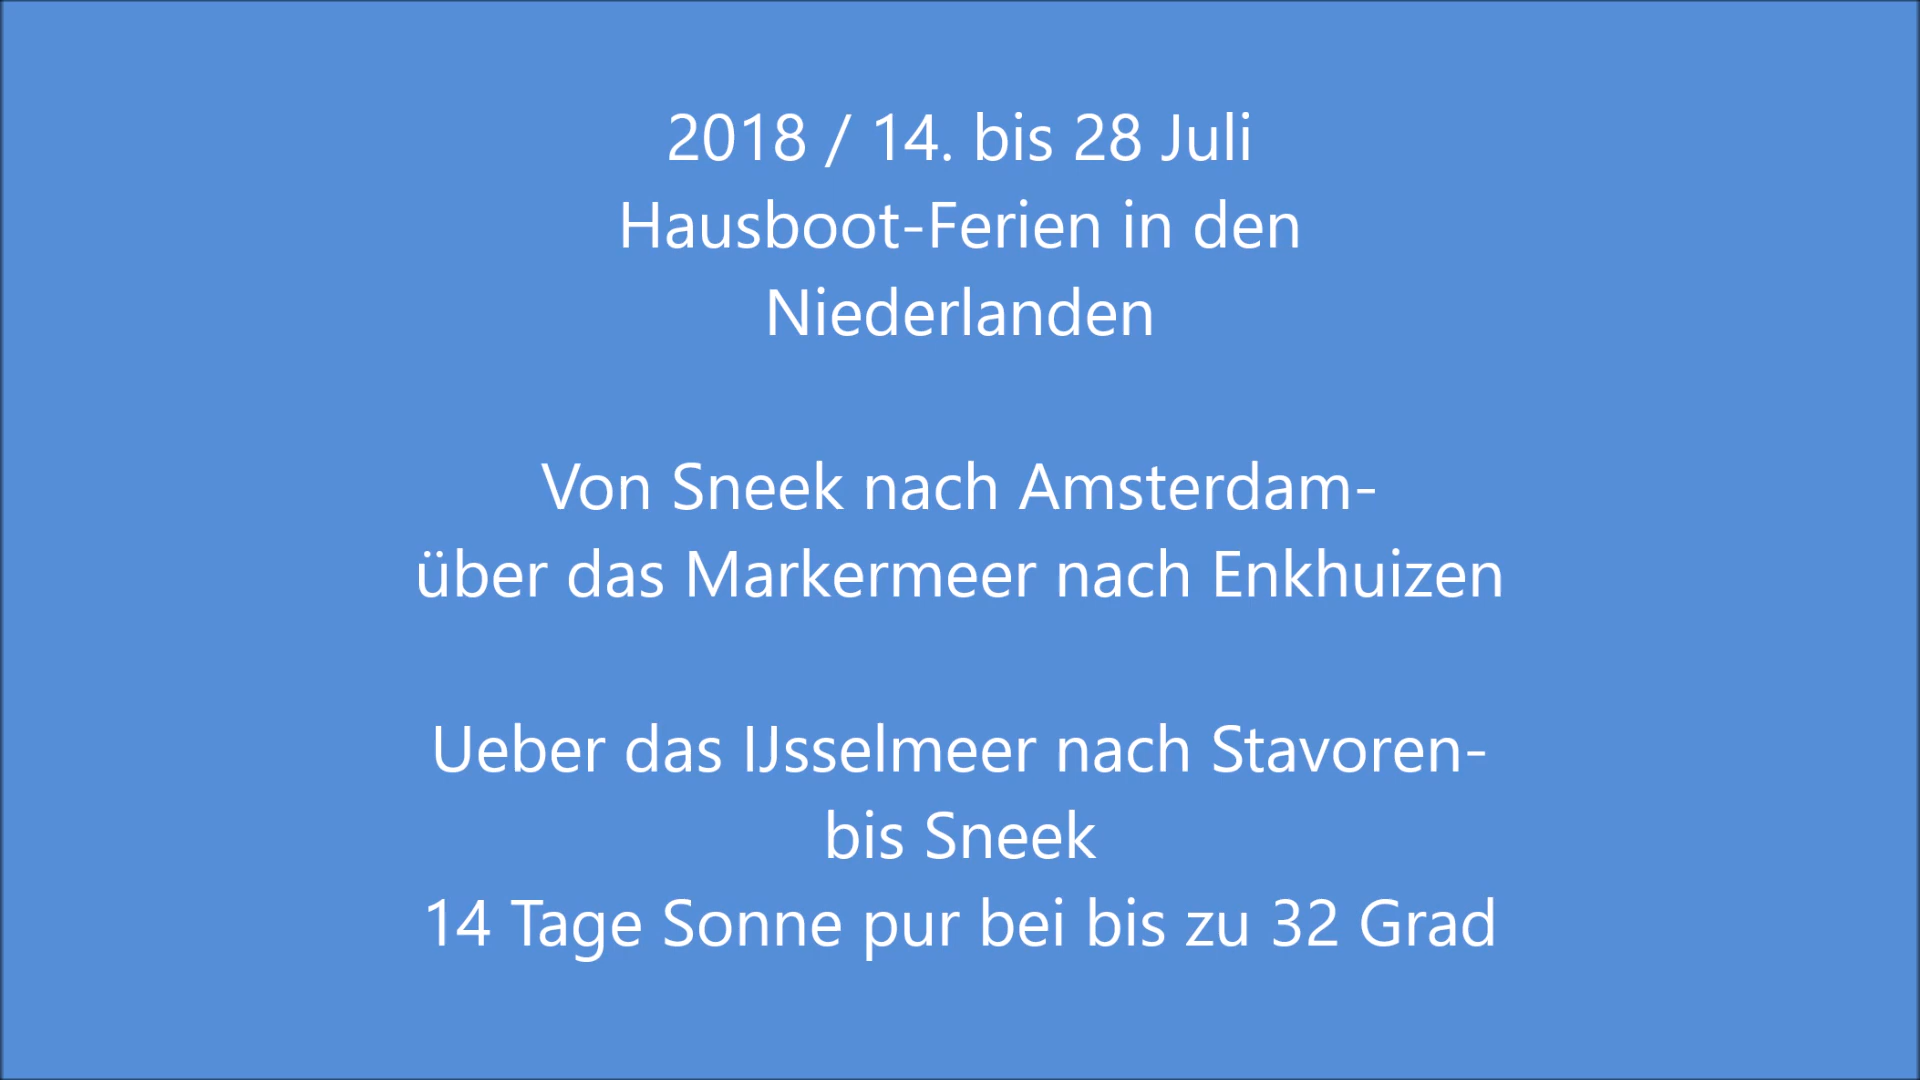 2018 / 14. bis 28 Juli
Hausboot-Ferien in den
Niederlanden
Von Sneek nach Amsterdam-
über das Markermeer nach Enkhuizen
Ueber das IJsselmeer nach Stavoren-
bis Sneek
14 Tage Sonne pur bei bis zu 32 Grad